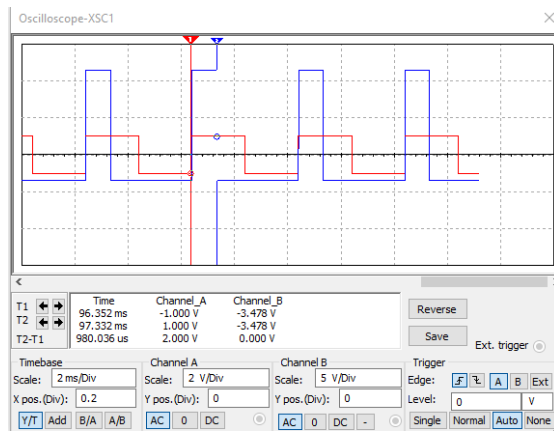 Oscilloscope-XSC1
1 2
T1 Time Channel_A Channel_B
T2 96.352 ms -1.000 V -3.478 V
97.332 ms 1.000 V -3.478 V
T2-T1 980.036 us 2.000 V 0.000 V
Reverse
Save
Ext. trigger
Timebase Channel A Channel B Trigger
Scale: 2 ms/Div Scale: 2 V/Div Scale: 5 V/Div Edge: A B Ext
X pos.(Div): 0.2 Y pos.(Div): 0 Y pos.(Div): 0 Level: 0 V
Y/T Add B/A A/B AC 0 DC AC 0 DC - Single Normal Auto None